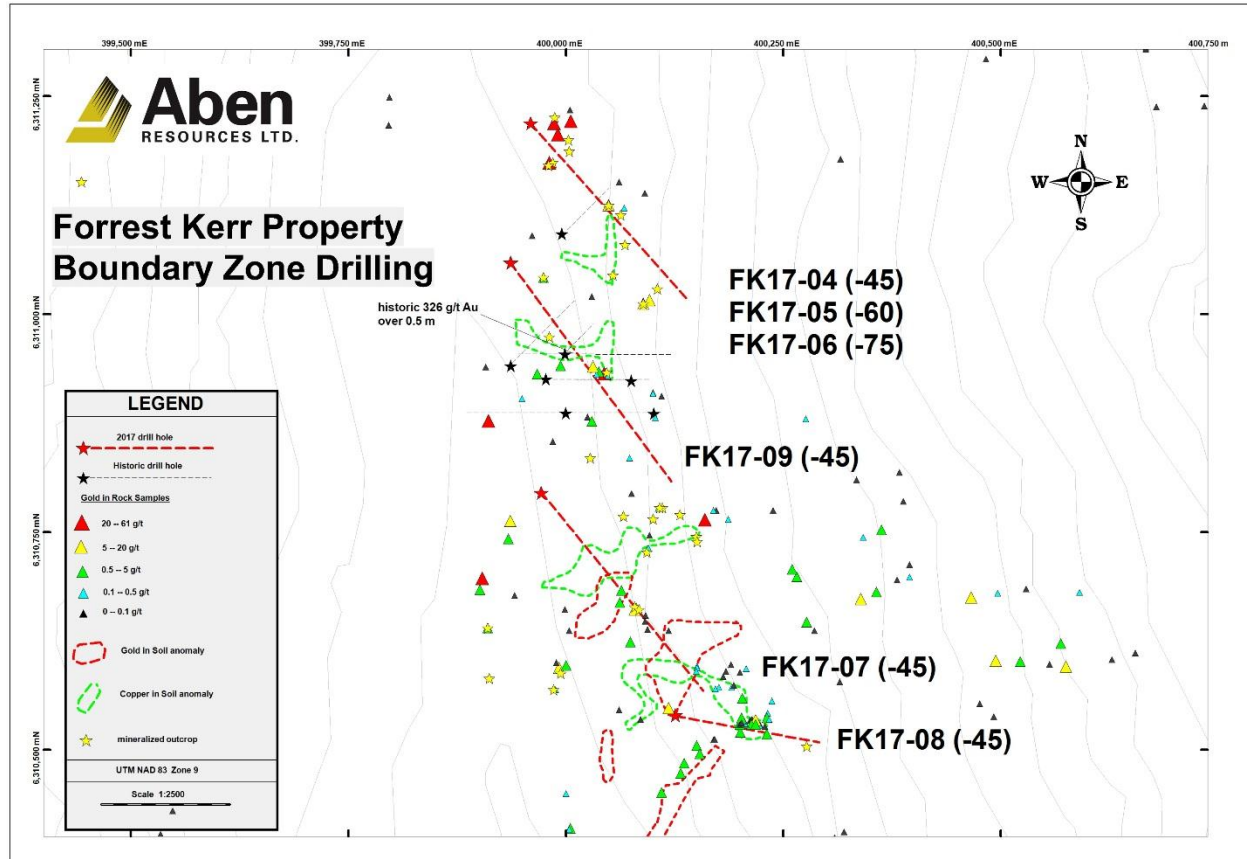 399,500 mE
399,750 mE
400,000 mE
400,250 mE
400,500 mE
400,750 m
6,311,250 mN
6,311,000 mN
6,310,750 mN
6,310,500 mN
Aben
RESOURCES LTD.
N
W E
S
Forrest Kerr Property
Boundary Zone Drilling
historic 326 g/t Au
over 0.5 m
FK17-04 (-45)
FK17-05 (-60)
FK17-06 (-75)
FK17-09 (-45)
FK17-07 (-45)
FK17-08 (-45)
LEGEND
2017 drill hole
Historic drill hole
Gold in Rock Samples
20 -- 61 g/t
5 -- 20 g/t
0.5 -- 5 g/t
0.1 -- 0.5 g/t
0 -- 0.1 g/t
Gold in Soil anomaly
Copper in Soil anomaly
mineralized outcrop
UTM NAD 83 Zone 9
Scale 1:2500